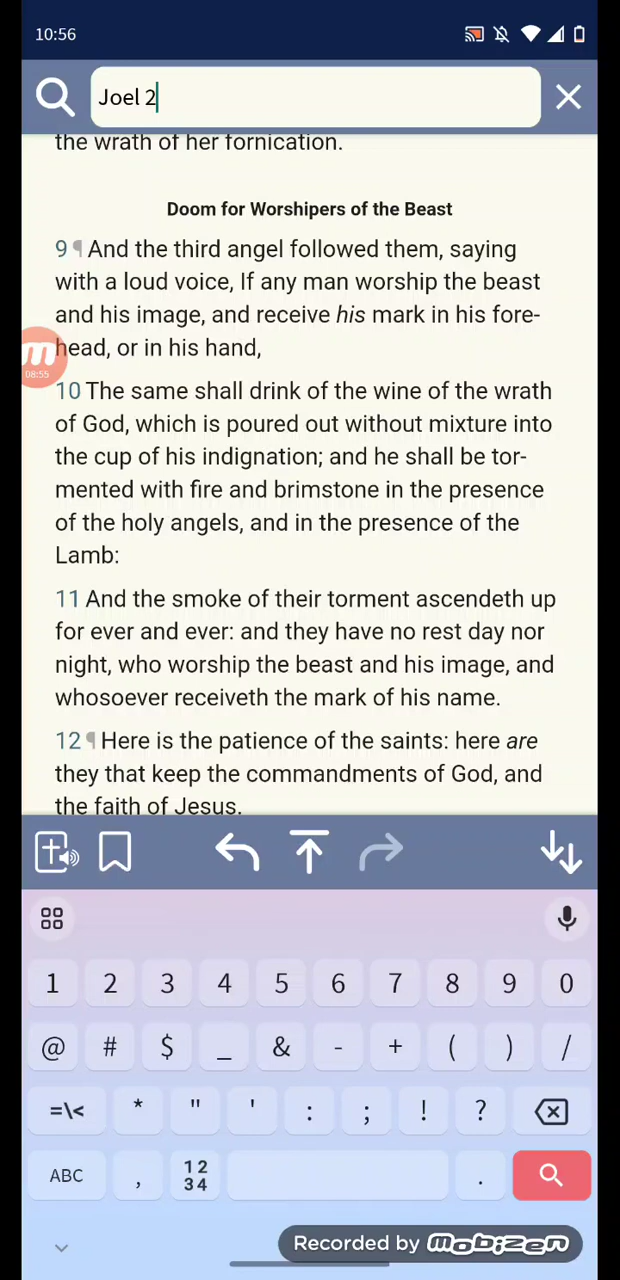 10:56
Joel 2
the wrath of her fornication.
Doom for Worshipers of the Beast
9 ¶ And the third angel followed them, saying
with a loud voice, If any man worship the beast
and his image, and receive his mark in his fore-
head, or in his hand,
08:55
10 The same shall drink of the wine of the wrath
of God, which is poured out without mixture into
the cup of his indignation; and he shall be tor-
mented with fire and brimstone in the presence
of the holy angels, and in the presence of the
Lamb:
11 And the smoke of their torment ascendeth up
for ever and ever: and they have no rest day nor
night, who worship the beast and his image, and
whosoever receiveth the mark of his name.
12 ¶ Here is the patience of the saints: here are
they that keep the commandments of God, and
the faith of Jesus.
1 2 3 4 5 6 7 8 9 0
@ # $ _ & - + ( ) /
=\< * " ' : ; ! ?
ABC , 12 34 .
Recorded by mobizen